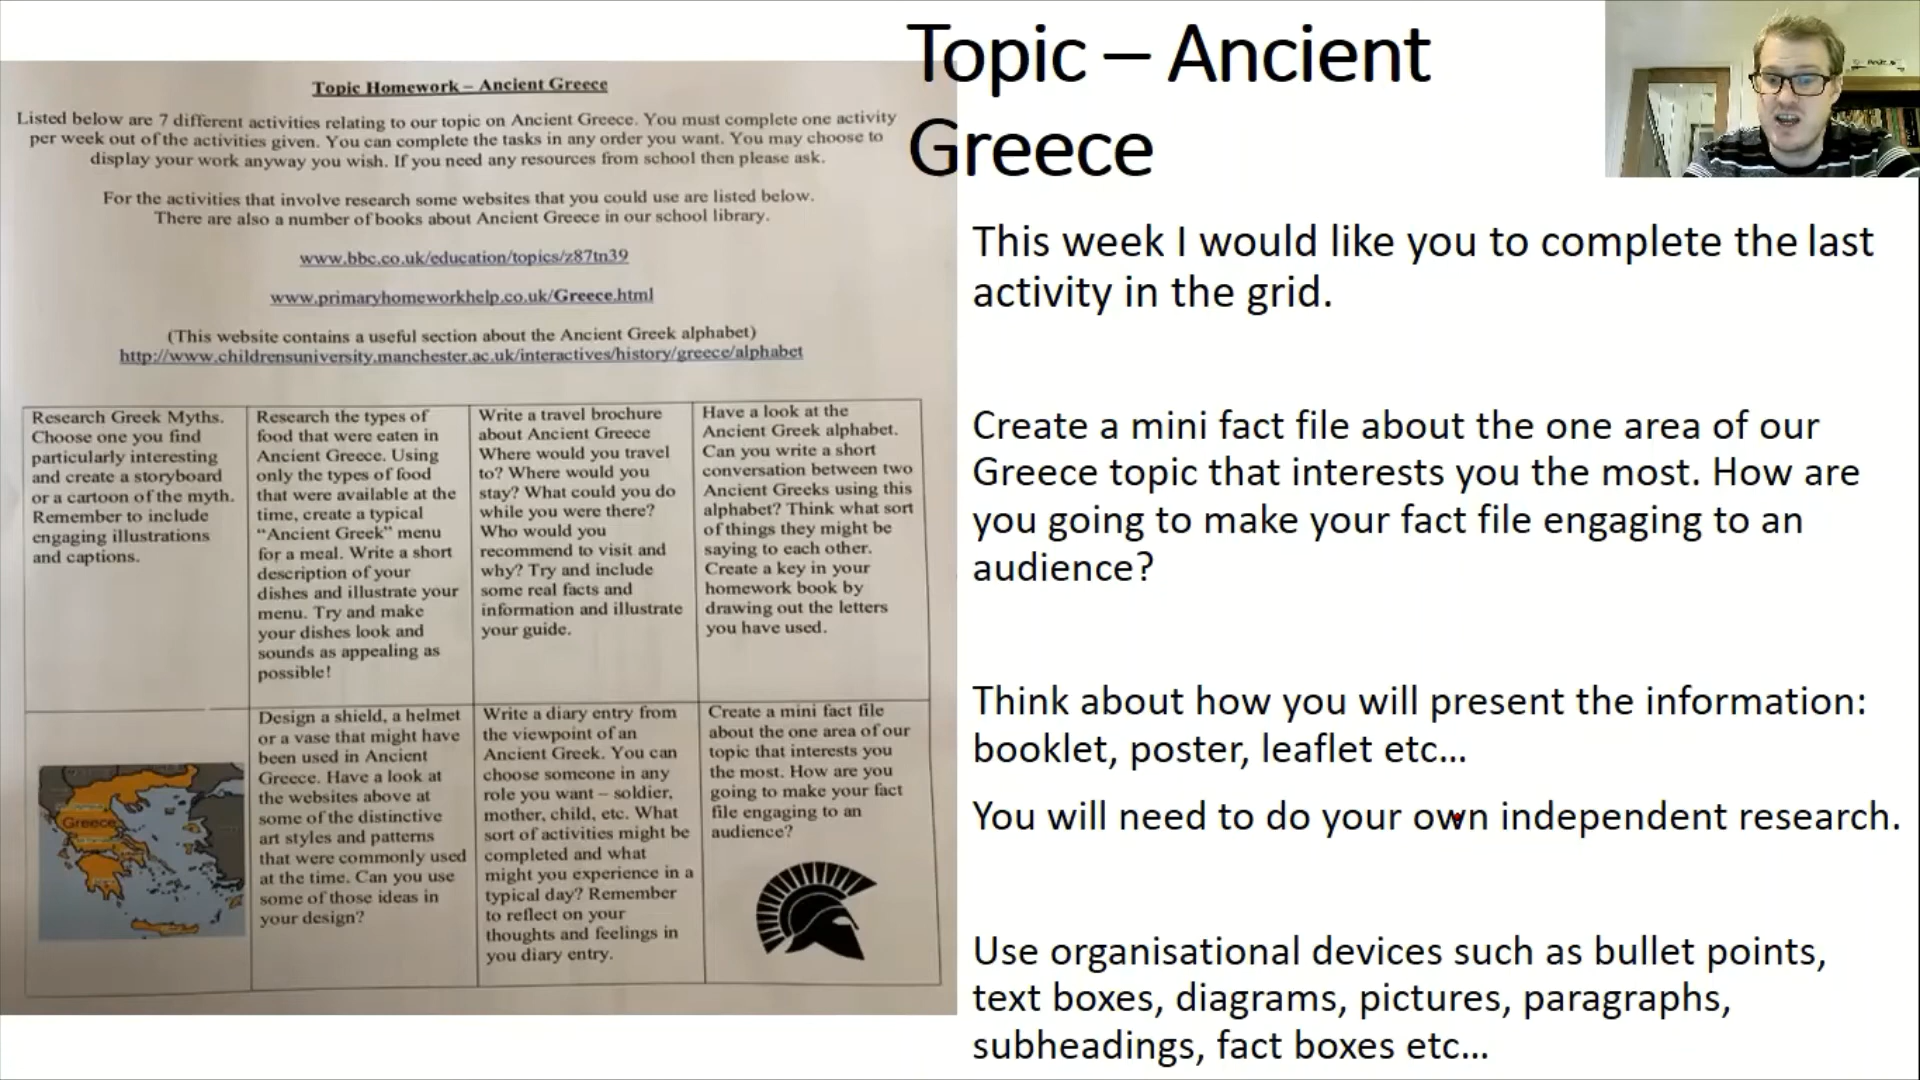 Topic – Ancient
Greece
Topic Homework – Ancient Greece
Listed below are 7 different activities relating to our topic on Ancient Greece. You must complete one activity
per week out of the activities given. You can complete the tasks in any order you want. You may choose to
display your work anyway you wish. If you need any resources from school then please ask.
For the activities that involve research some websites that you could use are listed below.
There are also a number of books about Ancient Greece in our school library.
www.bbc.co.uk/education/topics/z87tn39
www.primaryhomeworkhelp.co.uk/Greece.html
(This website contains a useful section about the Ancient Greek alphabet)
http://www.childrensuniversity.manchester.ac.uk/interactives/history/greece/alphabet
Research Greek Myths.
Choose one you find
particularly interesting
and create a storyboard
or a cartoon of the myth.
Remember to include
engaging illustrations
and captions.
Research the types of
food that were eaten in
Ancient Greece. Using
only the types of food
that were available at the
time, create a typical
“Ancient Greek” menu
for a meal. Write a short
description of your
dishes and illustrate your
menu. Try and make
your dishes look and
sounds as appealing as
possible!
Write a travel brochure
about Ancient Greece
Where would you travel
to? Where would you
stay? What could you do
while you were there?
Who would you
recommend to visit and
why? Try and include
some real facts and
information and illustrate
your guide.
Have a look at the
Ancient Greek alphabet.
Can you write a short
conversation between two
Ancient Greeks using this
alphabet? Think what sort
of things they might be
saying to each other.
Create a key in your
homework book by
drawing out the letters
you have used.
Greece
Design a shield, a helmet
or a vase that might have
been used in Ancient
Greece. Have a look at
the websites above at
some of the distinctive
art styles and patterns
that were commonly used
at the time. Can you use
some of those ideas in
your design?
Write a diary entry from
the viewpoint of an
Ancient Greek. You can
choose someone in any
role you want – soldier,
mother, child, etc. What
sort of activities might be
completed and what
might you experience in a
typical day? Remember
to reflect on your
thoughts and feelings in
you diary entry.
Create a mini fact file
about the one area of our
topic that interests you
the most. How are you
going to make your fact
file engaging to an
audience?
This week I would like you to complete the last
activity in the grid.
Create a mini fact file about the one area of our
Greece topic that interests you the most. How are
you going to make your fact file engaging to an
audience?
Think about how you will present the information:
booklet, poster, leaflet etc…
You will need to do your own independent research.
Use organisational devices such as bullet points,
text boxes, diagrams, pictures, paragraphs,
subheadings, fact boxes etc…